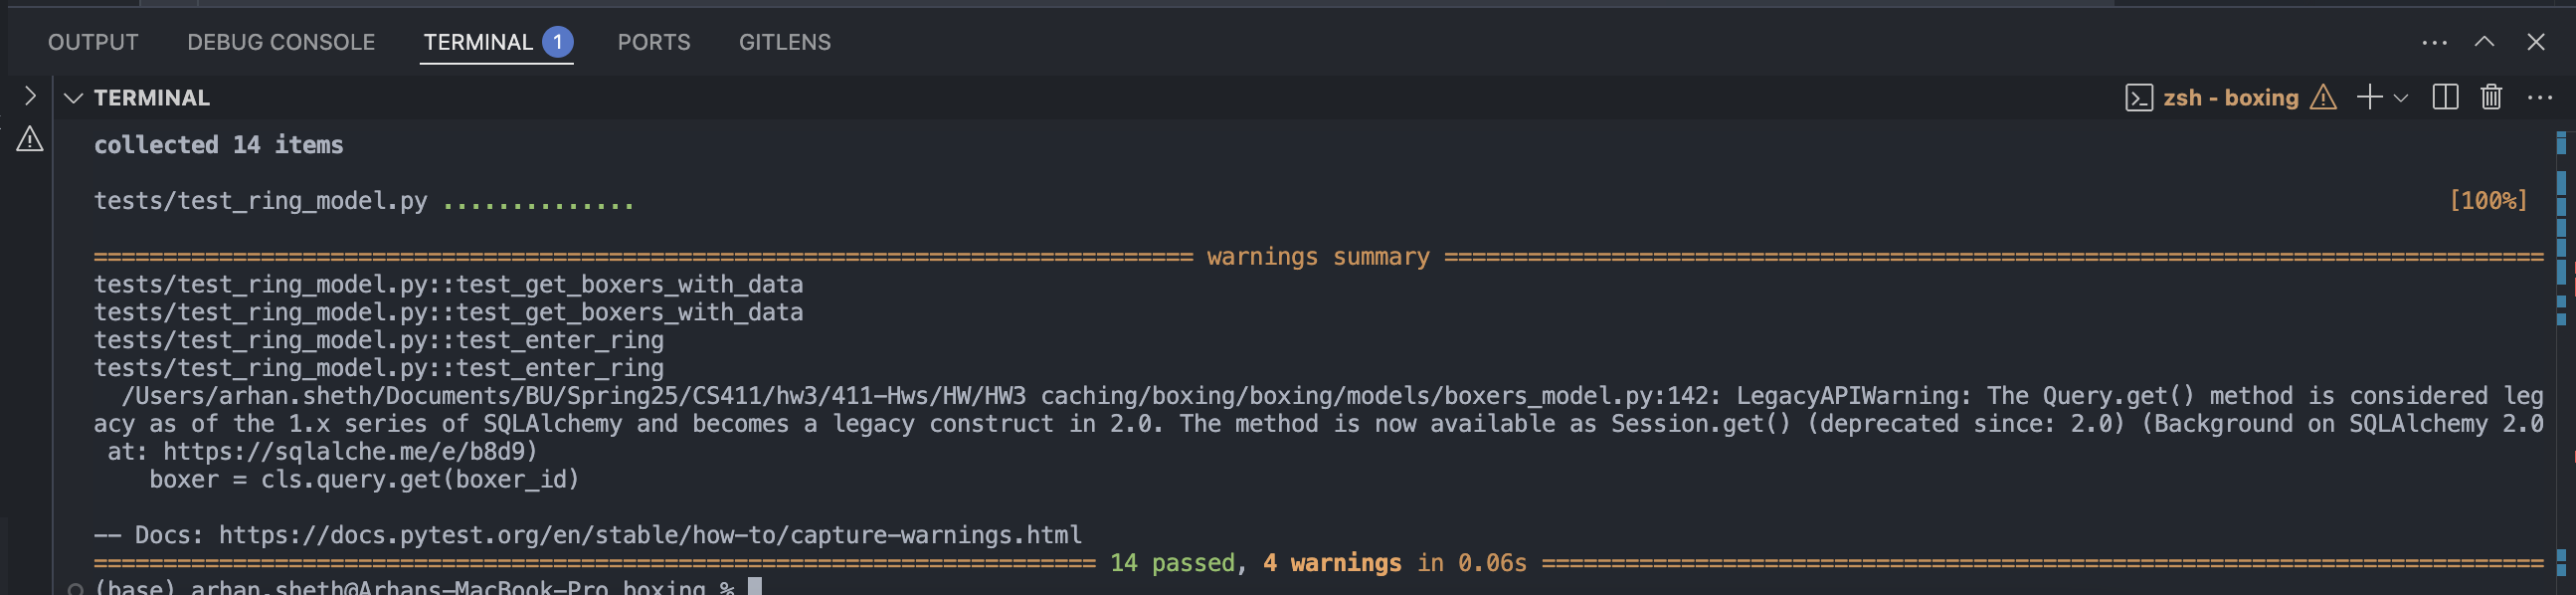 OUTPUT DEBUG CONSOLE TERMINAL 1 PORTS GITLENS
TERMINAL zsh - boxing
collected 14 items
tests/test_ring_model.py .............. [100%]
============================== warnings summary ==============================
tests/test_ring_model.py::test_get_boxers_with_data
tests/test_ring_model.py::test_get_boxers_with_data
tests/test_ring_model.py::test_enter_ring
tests/test_ring_model.py::test_enter_ring
/Users/arhan.sheth/Documents/BU/Spring25/CS411/hw3/411-Hws/HW/HW3 caching/boxing/boxing/models/boxers_model.py:142: LegacyAPIWarning: The Query.get() method is considered leg
acy as of the 1.x series of SQLAlchemy and becomes a legacy construct in 2.0. The method is now available as Session.get() (deprecated since: 2.0) (Background on SQLAlchemy 2.0
at: https://sqlalche.me/e/b8d9)
boxer = cls.query.get(boxer_id)
-- Docs: https://docs.pytest.org/en/stable/how-to/capture-warnings.html
============================== 14 passed, 4 warnings in 0.06s ==============================
(base) arhan.sheth@Arhans-MacBook-Pro boxing %